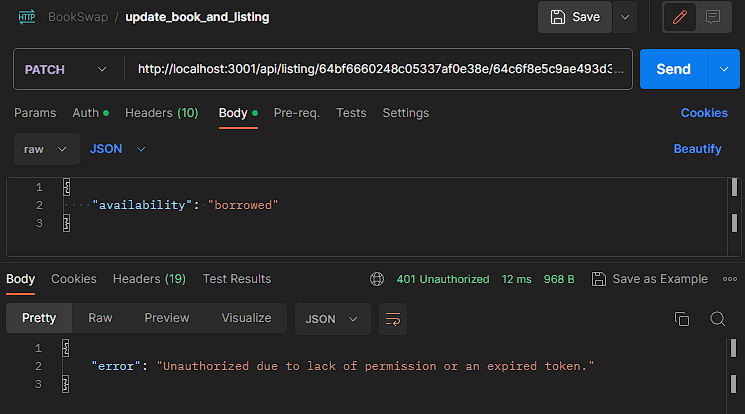 HTTP BookSwap / update_book_and_listing Save
PATCH http://localhost:3001/api/listing/64bf6660248c05337af0e38e/64c6f8e5c9ae493d3... Send
Params Auth Headers (10) Body Pre-req. Tests Settings Cookies
raw JSON Beautify
1 {
2 "availability": "borrowed"
3 }
Body Cookies Headers (19) Test Results 401 Unauthorized 12 ms 968 B Save as Example
Pretty Raw Preview Visualize JSON
1 {
2 "error": "Unauthorized due to lack of permission or an expired token."
3 }